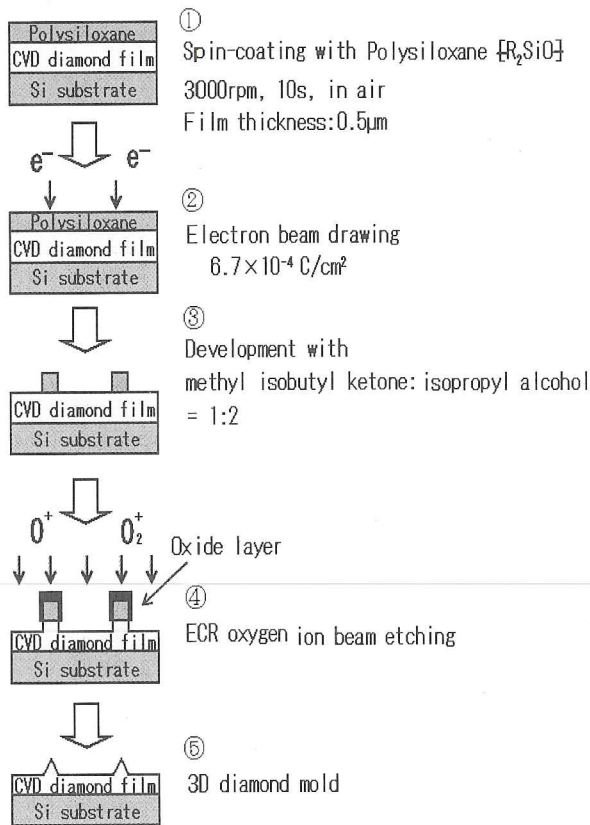 Polysiloxane
CVD diamond film
Si substrate
①
Spin-coating with Polysiloxane [R₂SiO]
3000rpm, 10s, in air
Film thickness:0.5μm
e⁻ e⁻
Polysiloxane
CVD diamond film
Si substrate
②
Electron beam drawing
6.7×10⁻⁴ C/cm²
③
Development with
methyl isobutyl ketone: isopropyl alcohol
= 1:2
CVD diamond film
Si substrate
O⁺ O₂⁺
Oxide layer
④
ECR oxygen ion beam etching
CVD diamond film
Si substrate
⑤
3D diamond mold
CVD diamond film
Si substrate